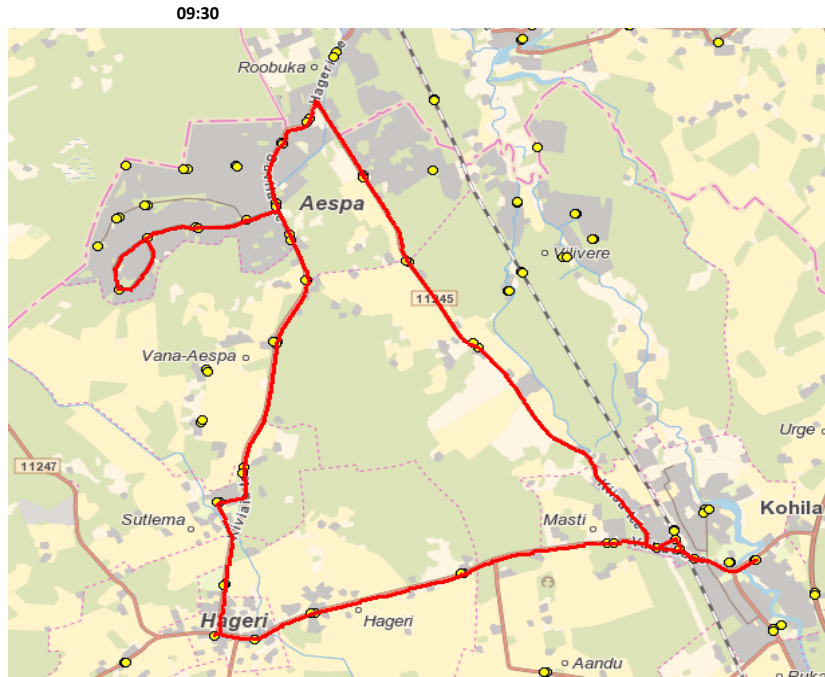 09:30
Roobuka
Aespa
Vilivere
11245
Vana-Aespa
Urge
11247
Kohila
Sutlema
Masti
Hageri
Hageri
Aandu